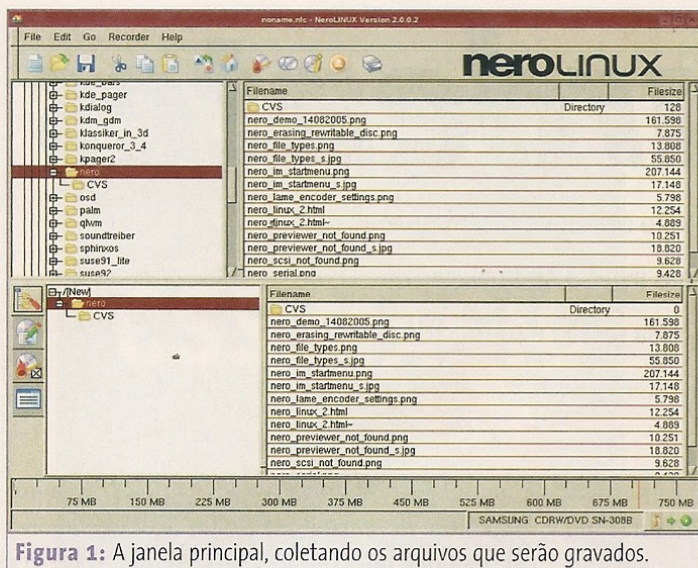 noname.nlc - NeroLINUX Version 2.0.0.2
File Edit Go Recorder Help
nero LINUX
kde_bars
kde_pager
kdialog
kdm_gdm
klassiker_in_3d
konqueror_3_4
kpager2
nero
CVS
osd
palm
qlwm
soundtreiber
sphinxos
suse91_lite
suse92
Filename Filesize
CVS Directory 128
nero_demo_14082005.png 161.598
nero_erasing_rewritable_disc.png 7.875
nero_file_types.png 13.808
nero_file_types_s.jpg 55.850
nero_im_startmenu.png 207.144
nero_im_startmenu_s.jpg 17.148
nero_lame_encoder_settings.png 5.798
nero_linux_2.html 12.254
nero_linux_2.html~ 4.889
nero_previewer_not_found.png 10.251
nero_previewer_not_found_s.jpg 18.820
nero_scsi_not_found.png 9.628
nero_serial.png 9.428
[New]
nero
CVS
Filename Filesize
CVS Directory 0
nero_demo_14082005.png 161.598
nero_erasing_rewritable_disc.png 7.875
nero_file_types.png 13.808
nero_file_types_s.jpg 55.850
nero_im_startmenu.png 207.144
nero_im_startmenu_s.jpg 17.148
nero_lame_encoder_settings.png 5.798
nero_linux_2.html 12.254
nero_linux_2.html~ 4.889
nero_previewer_not_found.png 10.251
nero_previewer_not_found_s.jpg 18.820
nero_scsi_not_found.png 9.628
75 MB 150 MB 225 MB 300 MB 375 MB 450 MB 525 MB 600 MB 675 MB 750 MB
SAMSUNG CDRW/DVD SN-308B
Figura 1: A janela principal, coletando os arquivos que serão gravados.